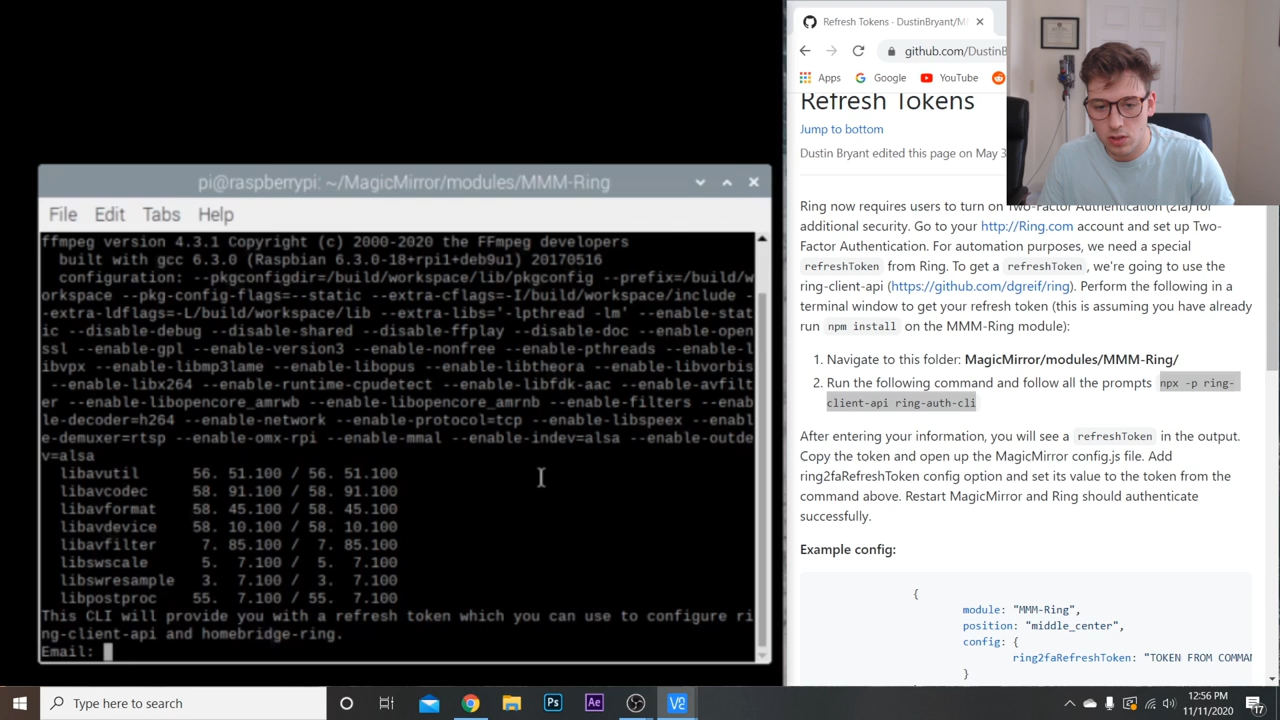 pi@raspberrypi: ~/MagicMirror/modules/MMM-Ring
File Edit Tabs Help
ffmpeg version 4.3.1 Copyright (c) 2000-2020 the FFmpeg developers
built with gcc 6.3.0 (Raspbian 6.3.0-18+rpi1+deb9u1) 20170516
configuration: --pkgconfigdir=/build/workspace/lib/pkgconfig --prefix=/build/w
orkspace --pkg-config-flags=--static --extra-cflags=-I/build/workspace/include -
-extra-ldflags=-L/build/workspace/lib --extra-libs='-lpthread -lm' --enable-stat
ic --disable-debug --disable-shared --disable-ffplay --disable-doc --enable-open
ssl --enable-gpl --enable-version3 --enable-nonfree --enable-pthreads --enable-l
ibvpx --enable-libmp3lame --enable-libopus --enable-libtheora --enable-libvorbis
--enable-libx264 --enable-runtime-cpudetect --enable-libfdk-aac --enable-avfilt
er --enable-libopencore_amrwb --enable-libopencore_amrnb --enable-filters --enab
le-decoder=h264 --enable-network --enable-protocol=tcp --enable-libspeex --enabl
e-demuxer=rtsp --enable-omx-rpi --enable-mmal --enable-indev=alsa --enable-outde
v=alsa
libavutil 56. 51.100 / 56. 51.100
libavcodec 58. 91.100 / 58. 91.100
libavformat 58. 45.100 / 58. 45.100
libavdevice 58. 10.100 / 58. 10.100
libavfilter 7. 85.100 / 7. 85.100
libswscale 5. 7.100 / 5. 7.100
libswresample 3. 7.100 / 3. 7.100
libpostproc 55. 7.100 / 55. 7.100
This CLI will provide you with a refresh token which you can use to configure ri
ng-client-api and homebridge-ring.
Email:
Refresh Tokens · DustinBryant/M
github.com/DustinB
Apps Google YouTube
Refresh Tokens
Jump to bottom
Dustin Bryant edited this page on May 3
Ring now requires users to turn on Two-Factor Authentication (2fa) for
additional security. Go to your http://Ring.com account and set up Two-
Factor Authentication. For automation purposes, we need a special
refreshToken from Ring. To get a refreshToken, we're going to use the
ring-client-api (https://github.com/dgreif/ring). Perform the following in a
terminal window to get your refresh token (this is assuming you have already
run npm install on the MMM-Ring module):
1. Navigate to this folder: MagicMirror/modules/MMM-Ring/
2. Run the following command and follow all the prompts npx -p ring-
client-api ring-auth-cli
After entering your information, you will see a refreshToken in the output.
Copy the token and open up the MagicMirror config.js file. Add
ring2faRefreshToken config option and set its value to the token from the
command above. Restart MagicMirror and Ring should authenticate
successfully.
Example config:
{
module: "MMM-Ring",
position: "middle_center",
config: {
ring2faRefreshToken: "TOKEN FROM COMMA
}
Type here to search
Ps
Ae
12:56 PM
11/11/2020
17